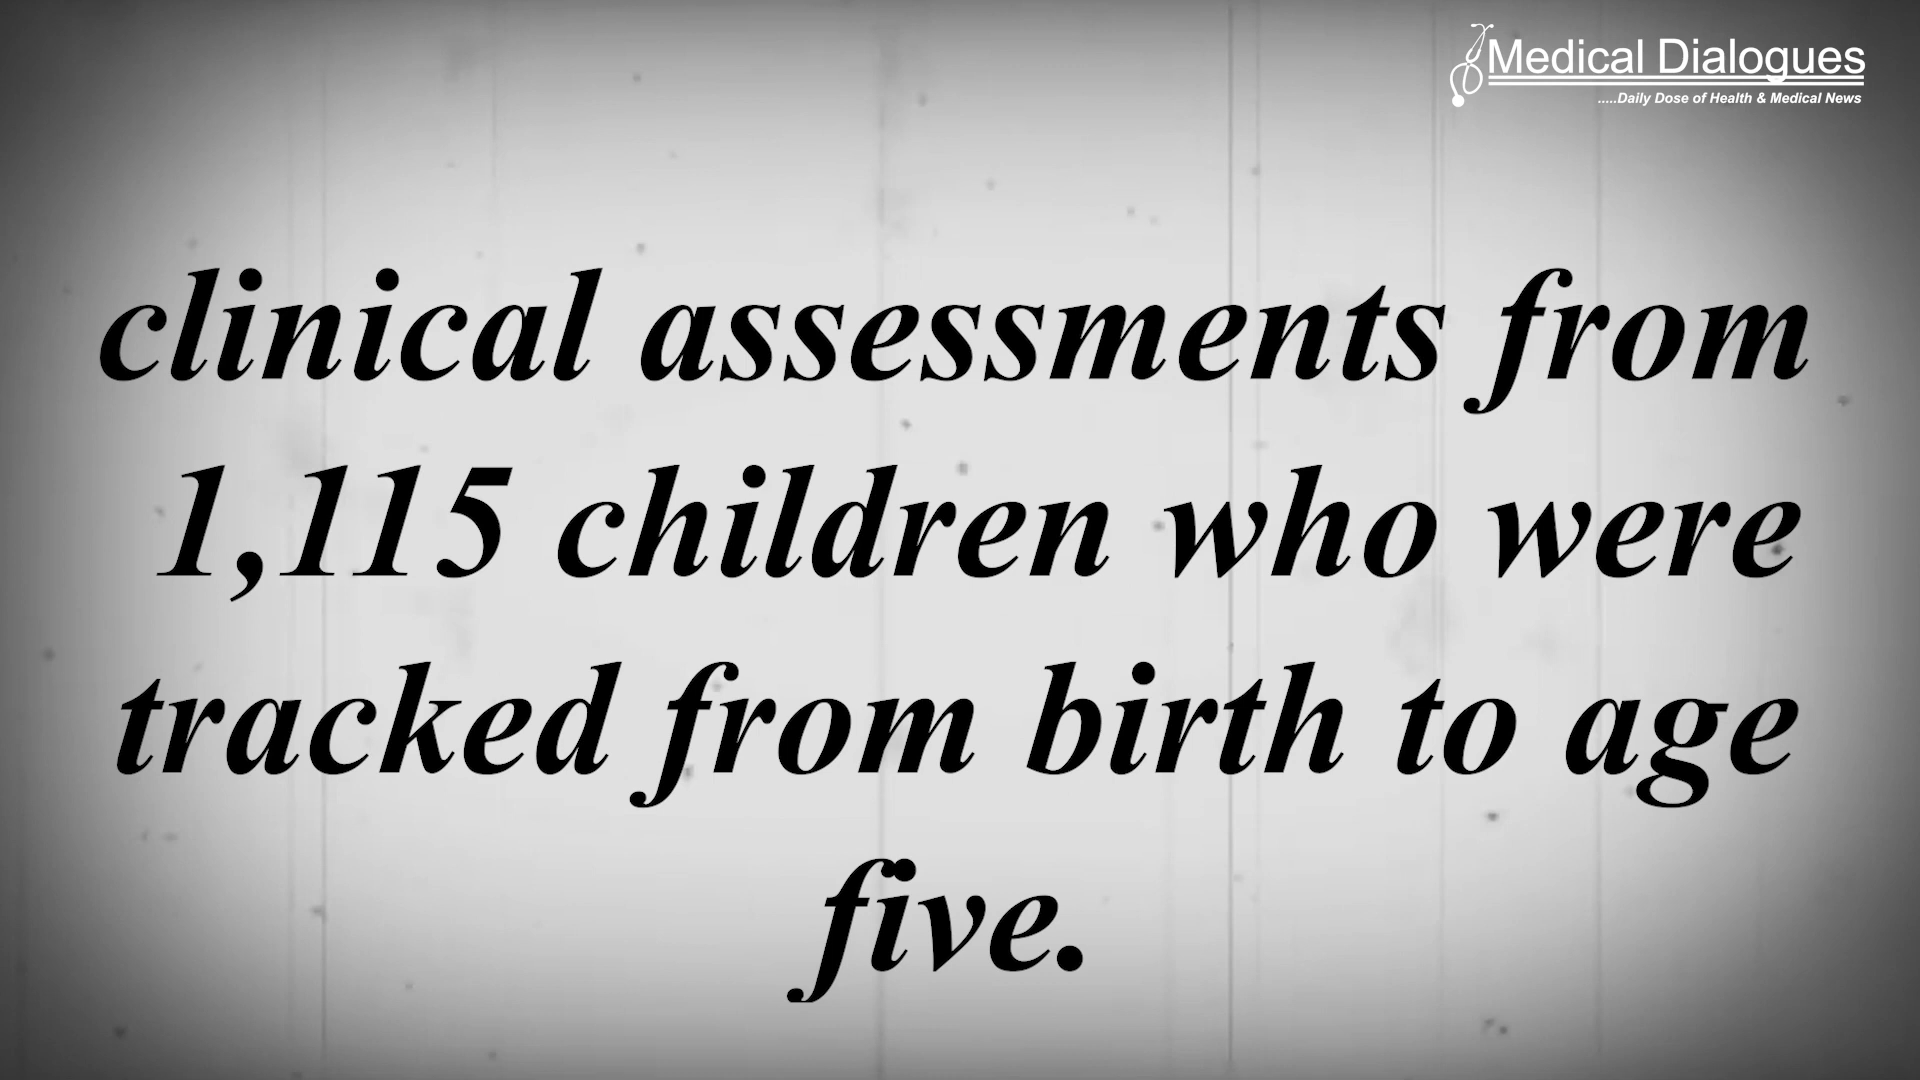 Medical Dialogues
.....Daily Dose of Health & Medical News
clinical assessments from
1,115 children who were
tracked from birth to age
five.